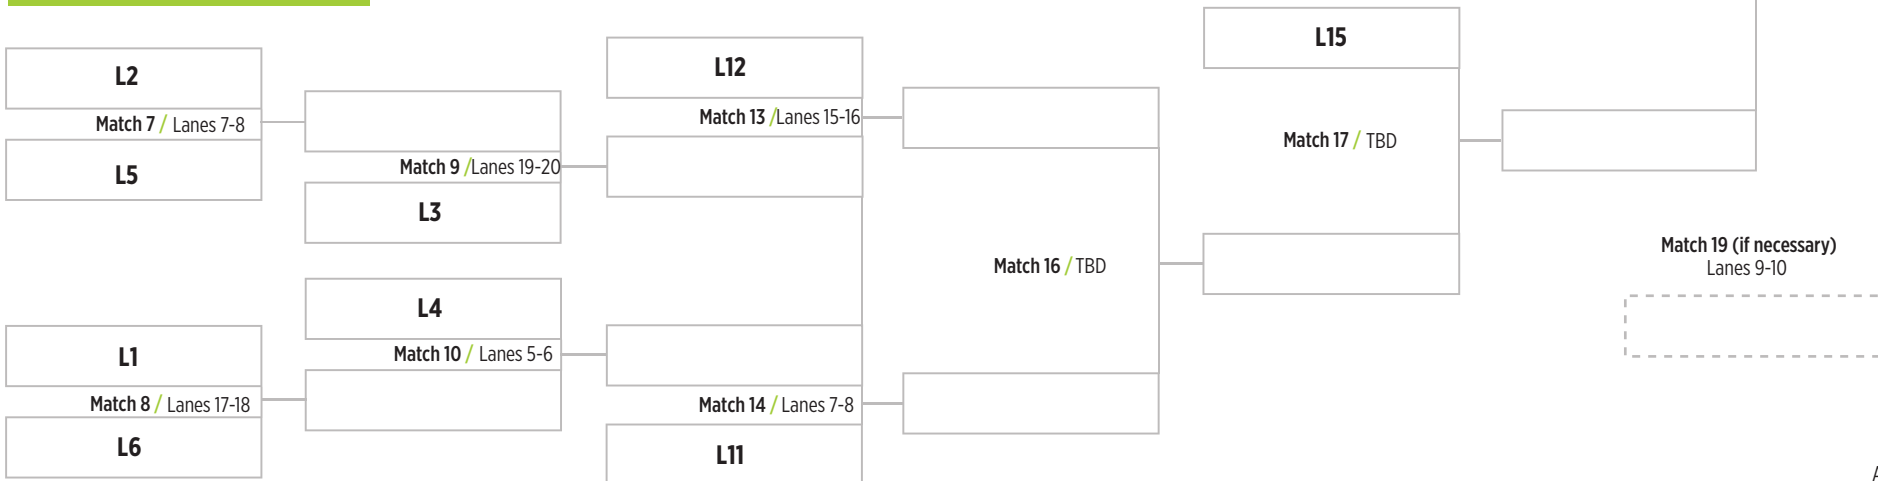 L2
Match 7 / Lanes 7-8
L5
Match 9 /Lanes 19-20
L3
L4
Match 10 / Lanes 5-6
L1
Match 8 / Lanes 17-18
L6
L12
Match 13 /Lanes 15-16
Match 14 / Lanes 7-8
L11
Match 16 / TBD
L15
Match 17 / TBD
Match 19 (if necessary)
Lanes 9-10